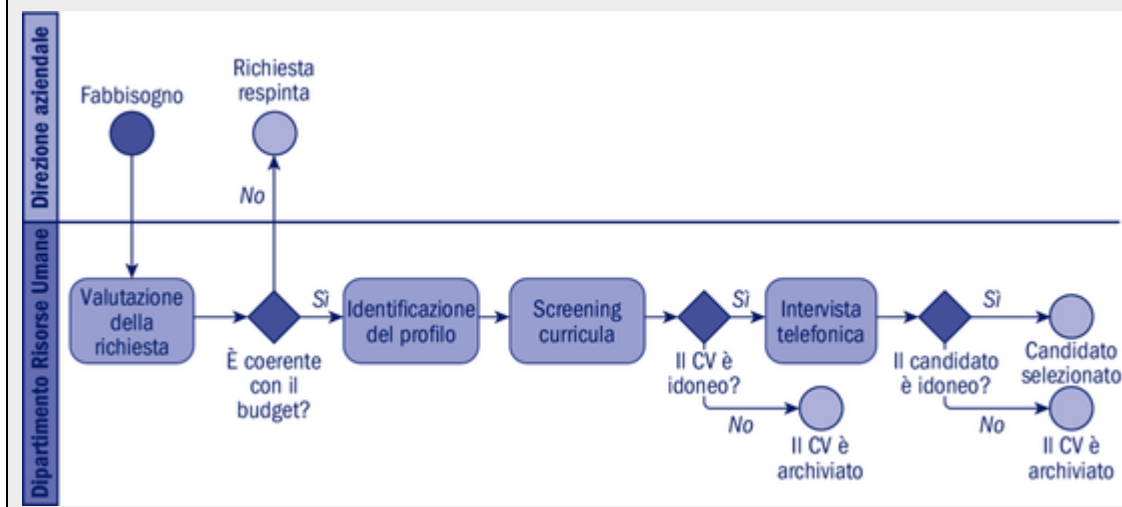 Direzione aziendale
Fabbisogno
Richiesta
respinta
No
Dipartimento Risorse Umane
Valutazione
della
richiesta
È coerente
con il
budget?
Sì
Identificazione
del profilo
Screening
curricula
Il CV è
idoneo?
Sì
No
Il CV è
archiviato
Intervista
telefonica
Il candidato
è idoneo?
Sì
Candidato
selezionato
No
Il CV è
archiviato